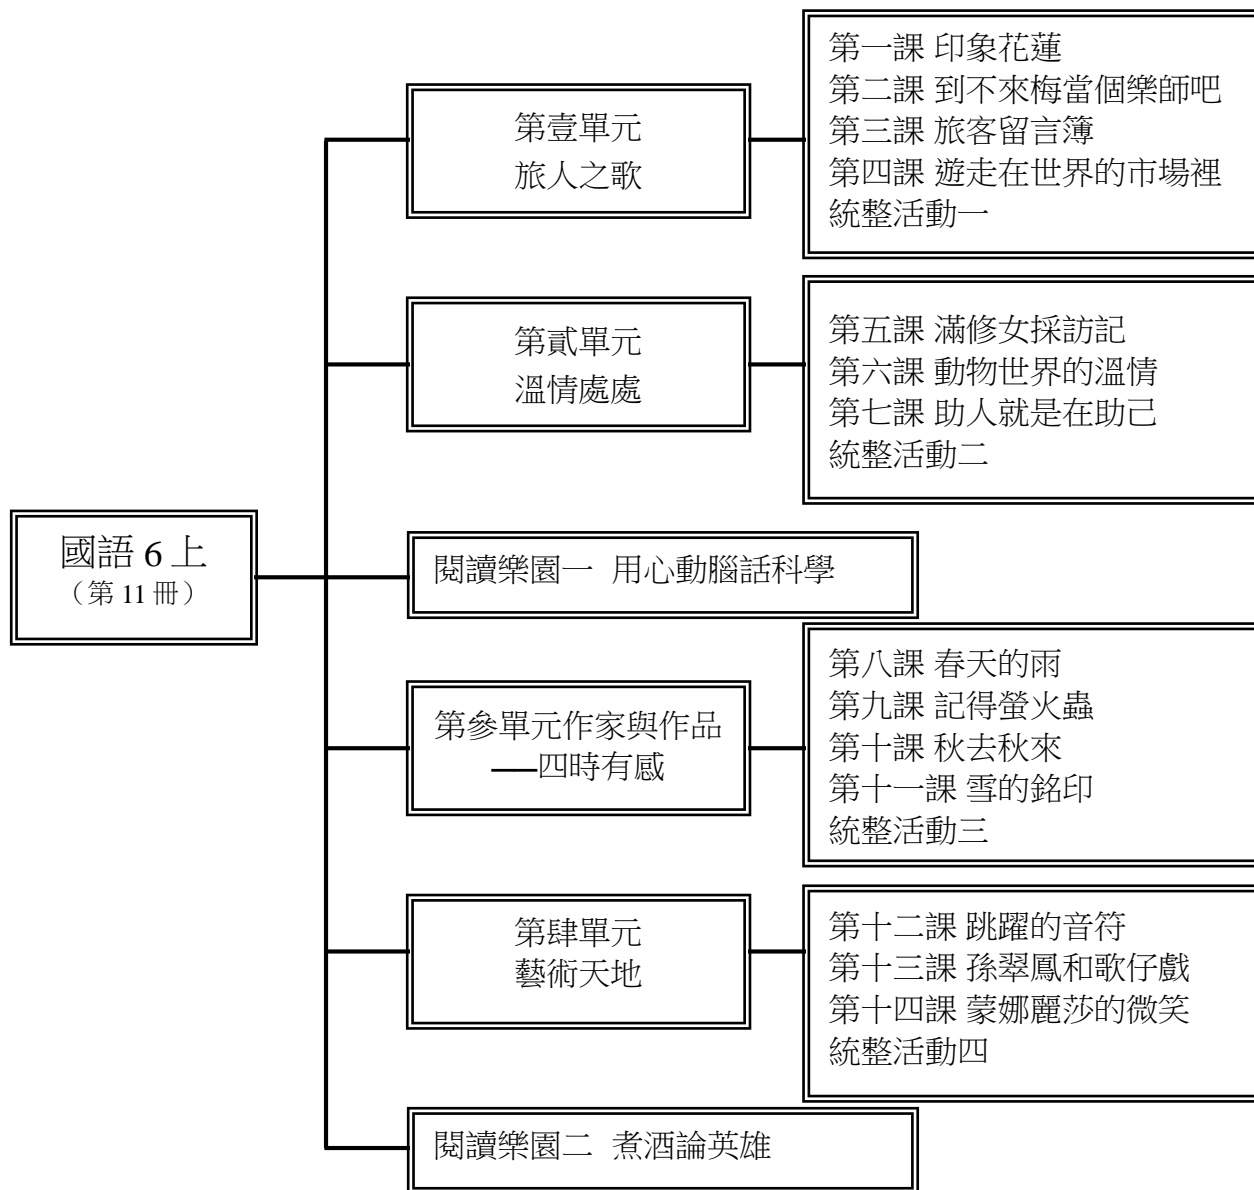 國語 6 上
（第 11 冊）
第壹單元
旅人之歌
第一課 印象花蓮
第二課 到不來梅當個樂師吧
第三課 旅客留言簿
第四課 遊走在世界的市場裡
統整活動一
第貳單元
溫情處處
第五課 滿修女採訪記
第六課 動物世界的溫情
第七課 助人就是在助己
統整活動二
閱讀樂園一 用心動腦話科學
第參單元作家與作品
──四時有感
第八課 春天的雨
第九課 記得螢火蟲
第十課 秋去秋來
第十一課 雪的銘印
統整活動三
第肆單元
藝術天地
第十二課 跳躍的音符
第十三課 孫翠鳳和歌仔戲
第十四課 蒙娜麗莎的微笑
統整活動四
閱讀樂園二 煮酒論英雄